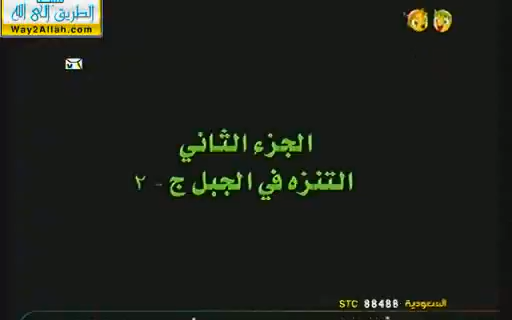 الطريق إلى الله
Way2Allah.com
الجزء الثاني
التنزه في الجبل ج - ٢
السعودية STC 88488